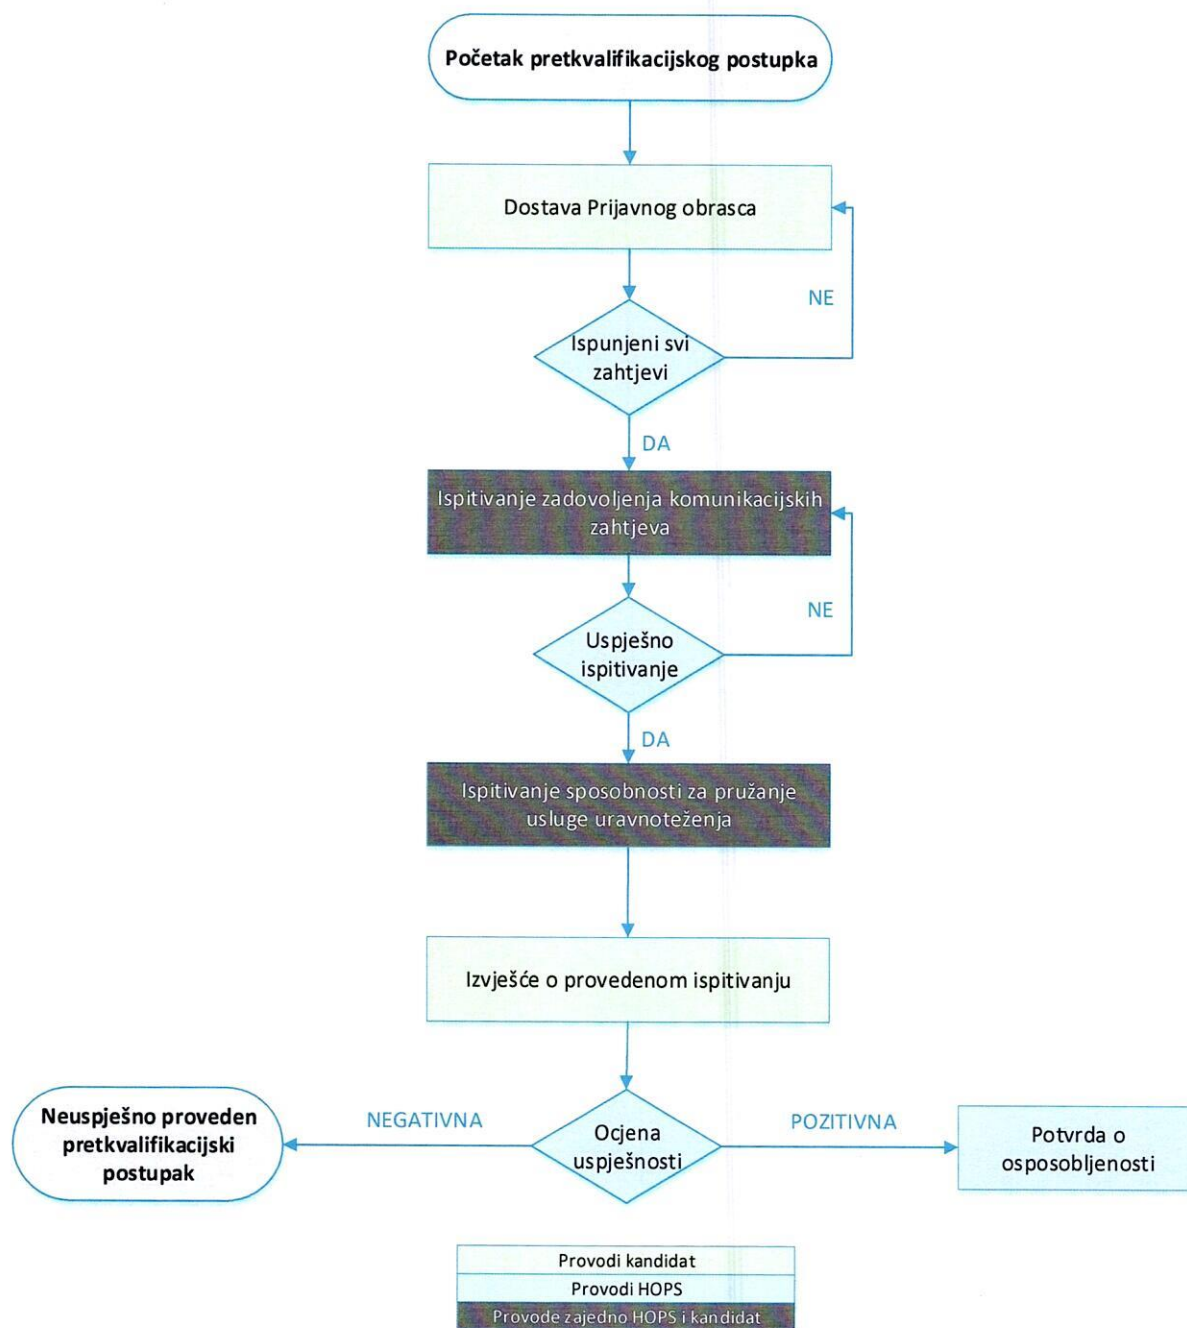 Početak pretkvalifikacijskog postupka
Dostava Prijavnog obrasca
NE
Ispunjeni svi
zahtjevi
DA
Ispitivanje zadovoljenja komunikacijskih
zahtjeva
NE
Uspješno
ispitivanje
DA
Ispitivanje sposobnosti za pružanje
usluge uravnoteženja
Izvješće o provedenom ispitivanju
Neuspješno proveden
pretkvalifikacijski
postupak
NEGATIVNA
Ocjena
uspješnosti
POZITIVNA
Potvrda o
osposobljenosti
Provodi kandidat
Provodi HOPS
Provode zajedno HOPS i kandidat